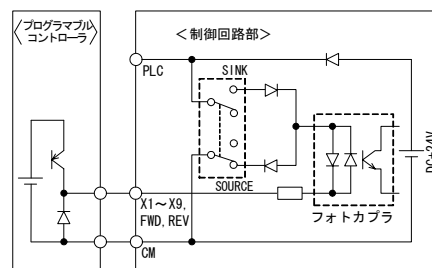 〈プログラマブル
コントローラ〉
＜制御回路部＞
PLC
SINK
SOURCE
DC+24V
X1～X9,
FWD, REV
フォトカプラ
CM